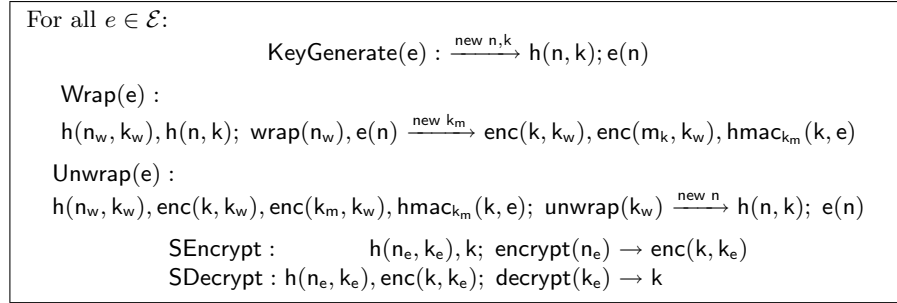 For all e ∈ ℰ:
KeyGenerate(e) : —new n,k→ h(n, k); e(n)
Wrap(e) :
h(n_w, k_w), h(n, k); wrap(n_w), e(n) —new k_m→ enc(k, k_w), enc(m_k, k_w), hmac_{k_m}(k, e)
Unwrap(e) :
h(n_w, k_w), enc(k, k_w), enc(k_m, k_w), hmac_{k_m}(k, e); unwrap(k_w) —new n→ h(n, k); e(n)
SEncrypt : h(n_e, k_e), k; encrypt(n_e) → enc(k, k_e)
SDecrypt : h(n_e, k_e), enc(k, k_e); decrypt(k_e) → k